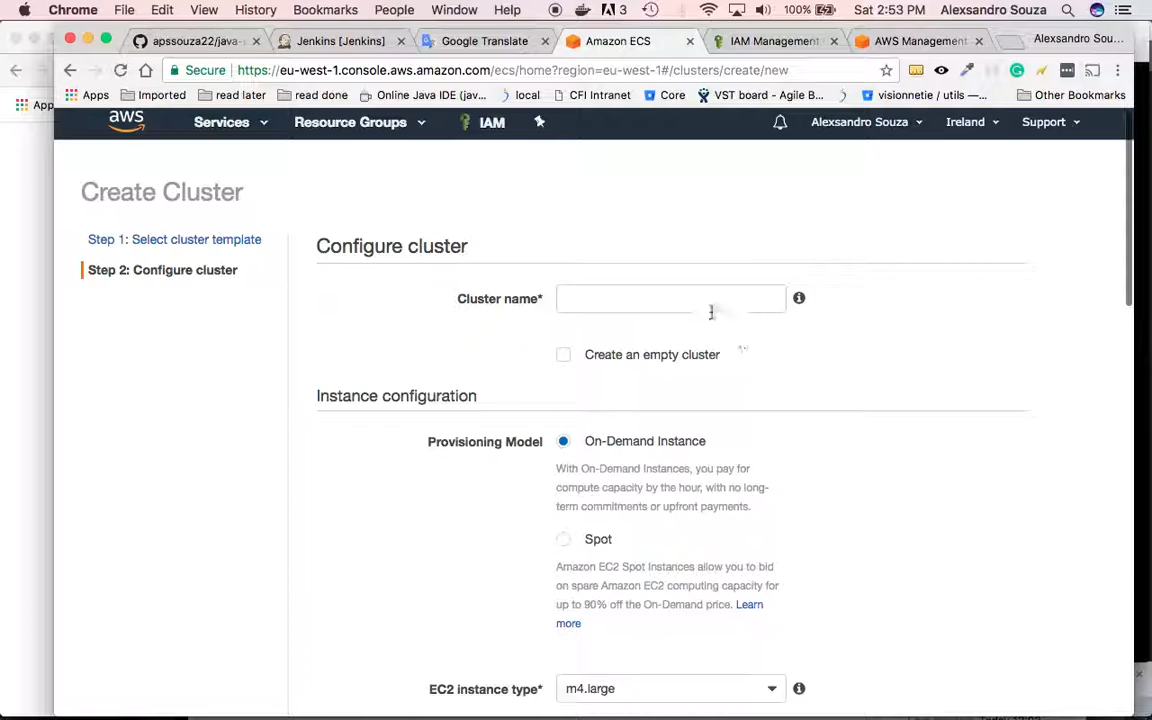 Chrome File Edit View History Bookmarks People Window Help 3 100% Sat 2:53 PM Alexsandro Souza
apssouza22/java- Jenkins [Jenkins] Google Translate Amazon ECS IAM Management AWS Management Alexsandro Sou...
Secure https://eu-west-1.console.aws.amazon.com/ecs/home?region=eu-west-1#/clusters/create/new
App
Apps Imported read later read done Online Java IDE (jav... local CFI Intranet Core VST board - Agile B... visionnetie / utils —... Other Bookmarks
aws Services Resource Groups IAM Alexsandro Souza Ireland Support
Create Cluster
Step 1: Select cluster template
Step 2: Configure cluster
Configure cluster
Cluster name*
Create an empty cluster
Instance configuration
Provisioning Model On-Demand Instance
With On-Demand Instances, you pay for
compute capacity by the hour, with no long-
term commitments or upfront payments.
Spot
Amazon EC2 Spot Instances allow you to bid
on spare Amazon EC2 computing capacity for
up to 90% off the On-Demand price. Learn
more
EC2 instance type* m4.large